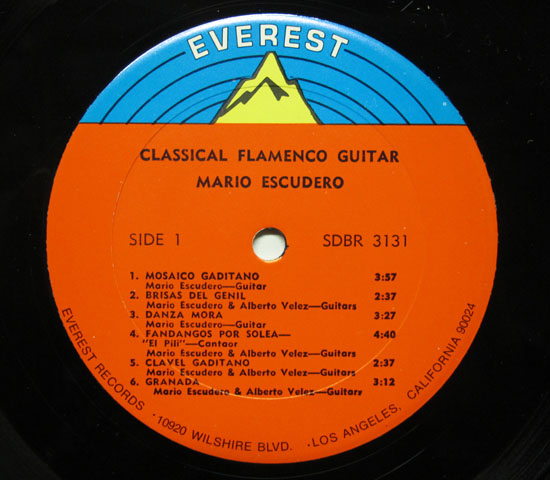 EVEREST
CLASSICAL FLAMENCO GUITAR
MARIO ESCUDERO
SIDE 1 SDBR 3131
1. MOSAICO GADITANO 3:57
Mario Escudero—Guitar
2. BRISAS DEL GENIL 2:37
Mario Escudero & Alberto Velez—Guitars
3. DANZA MORA 3:27
Mario Escudero—Guitar
4. FANDANGOS POR SOLEA— 4:40
"El Pili"—Cantaor
Mario Escudero & Alberto Velez—Guitars
5. CLAVEL GADITANO 2:37
Mario Escudero & Alberto Velez—Guitars
6. GRANADA 3:12
Mario Escudero & Alberto Velez—Guitars
EVEREST RECORDS · 10920 WILSHIRE BLVD. · LOS ANGELES, CALIFORNIA 90024